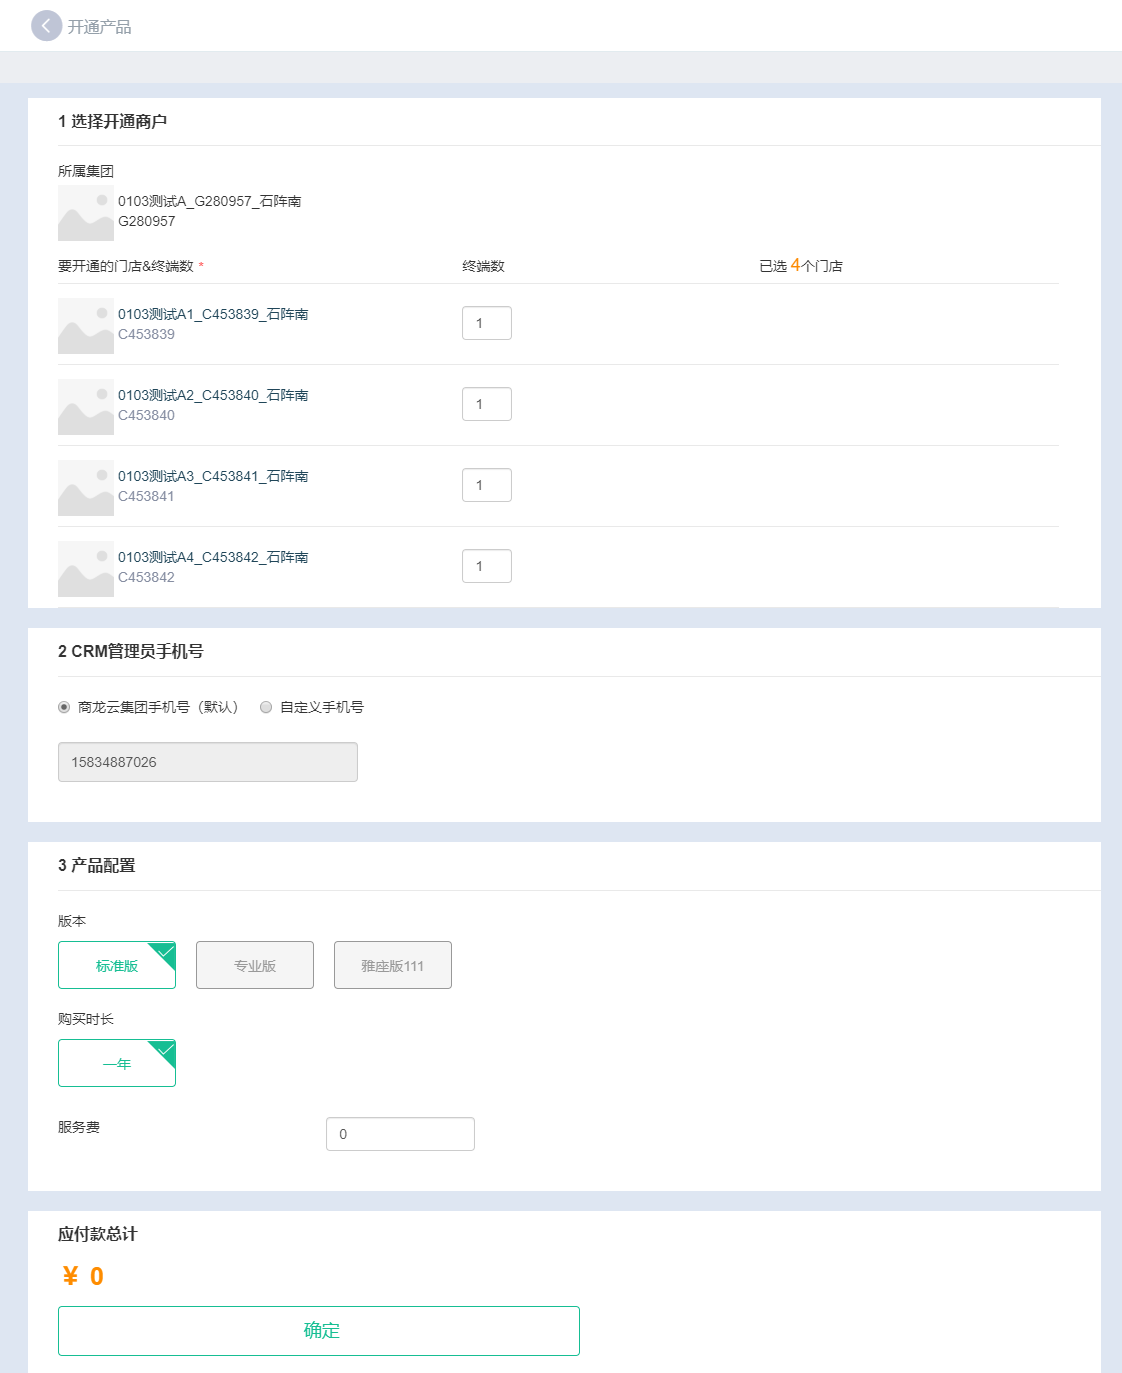 开通产品
1 选择开通商户
所属集团
0103测试A_G280957_石阵南
G280957
要开通的门店&终端数 * 终端数 已选 4个门店
0103测试A1_C453839_石阵南
C453839
1
0103测试A2_C453840_石阵南
C453840
1
0103测试A3_C453841_石阵南
C453841
1
0103测试A4_C453842_石阵南
C453842
1
2 CRM管理员手机号
商龙云集团手机号（默认） 自定义手机号
15834887026
3 产品配置
版本
标准版 专业版 雅座版111
购买时长
一年
服务费 0
应付款总计
¥ 0
确定